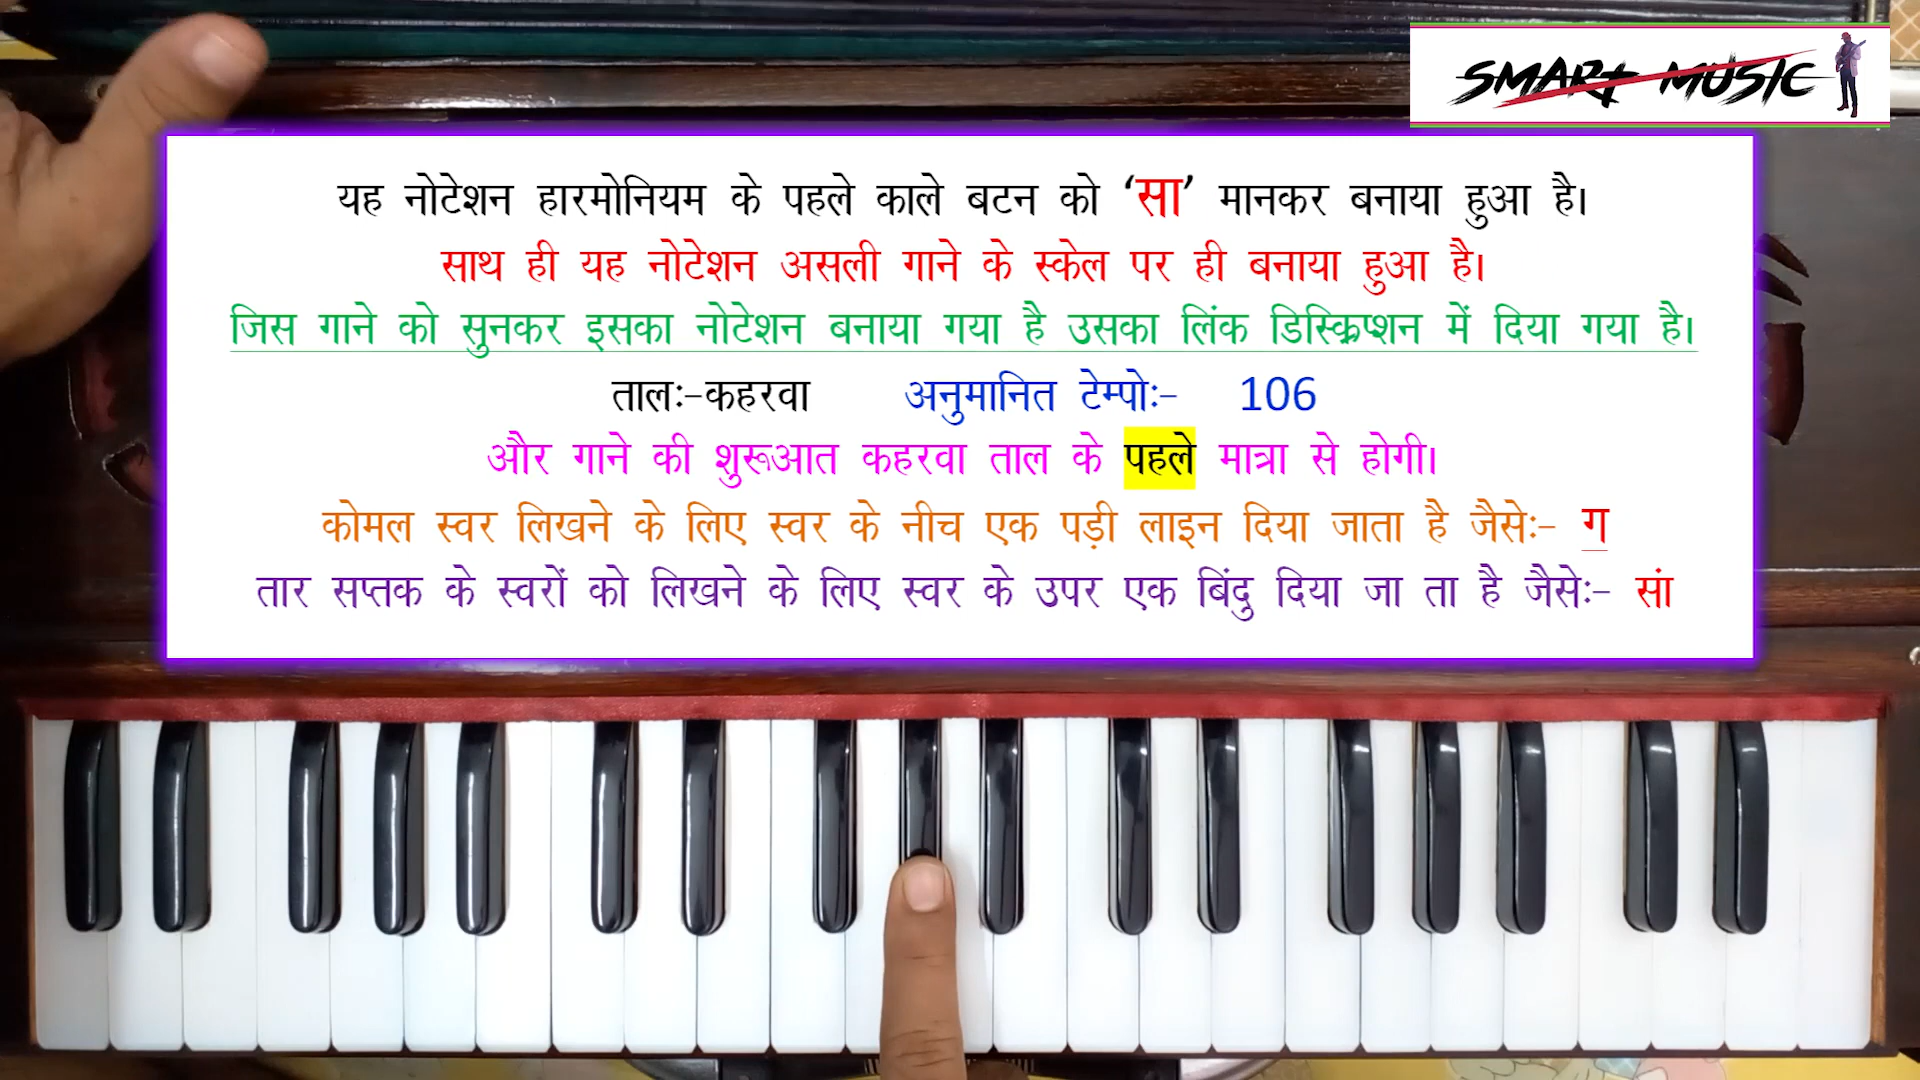 SMART MUSIC
यह नोटेशन हारमोनियम के पहले काले बटन को ‘सा’ मानकर बनाया हुआ है।
साथ ही यह नोटेशन असली गाने के स्केल पर ही बनाया हुआ है।
जिस गाने को सुनकर इसका नोटेशन बनाया गया है उसका लिंक डिस्क्रिप्शन में दिया गया है।
तालः-कहरवा अनुमानित टेम्पोः- 106
और गाने की शुरूआत कहरवा ताल के पहले मात्रा से होगी।
कोमल स्वर लिखने के लिए स्वर के नीच एक पड़ी लाइन दिया जाता है जैसेः- ग॒
तार सप्तक के स्वरों को लिखने के लिए स्वर के उपर एक बिंदु दिया जा ता है जैसेः- सां